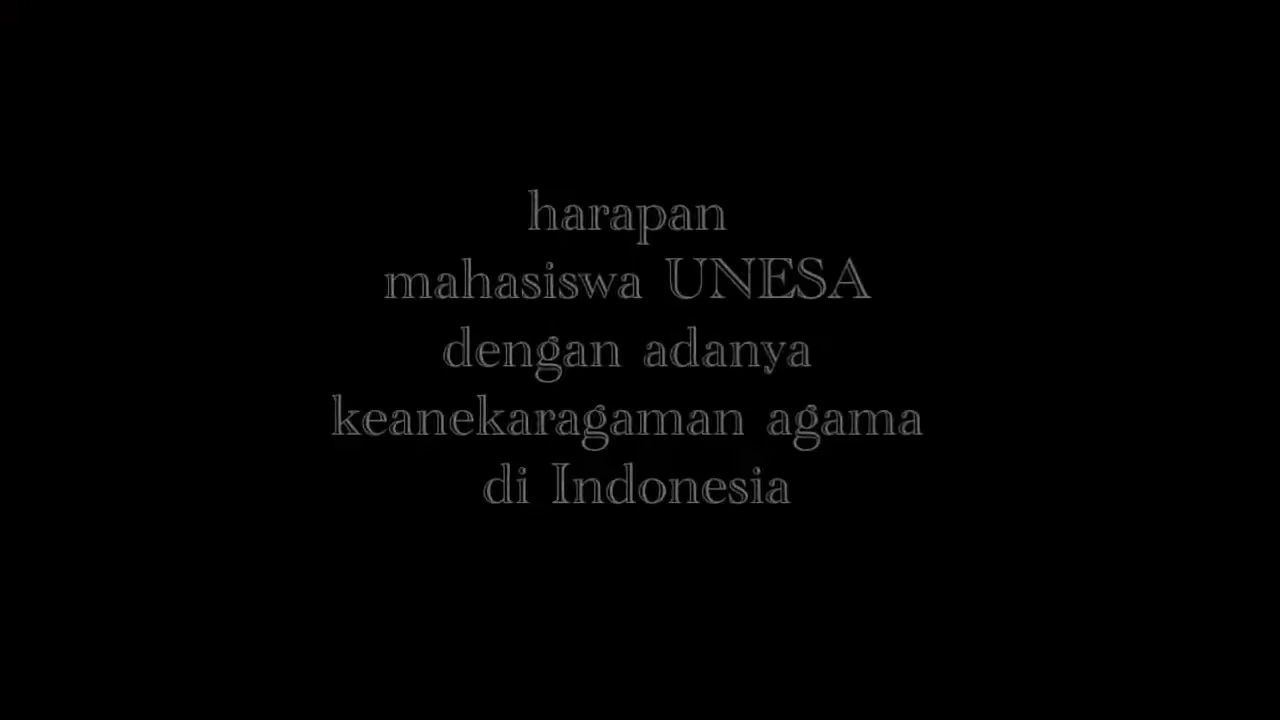 harapan
mahasiswa UNESA
dengan adanya
keanekaragaman agama
di Indonesia